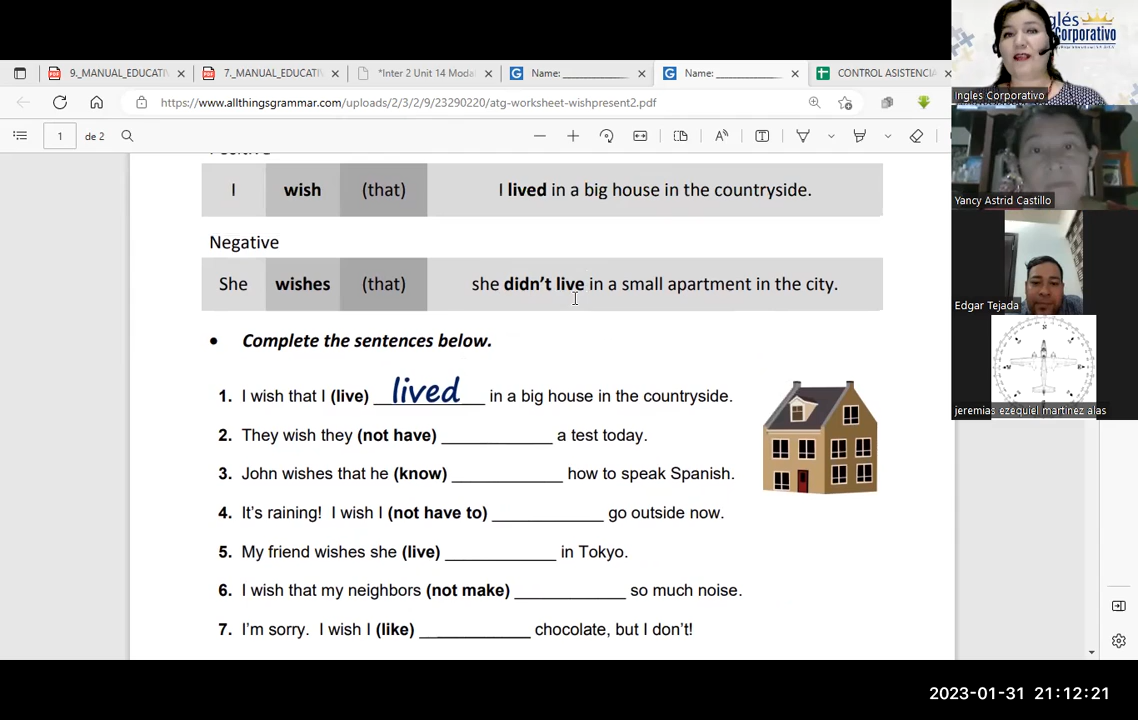 9._MANUAL_EDUCATI
7._MANUAL_EDUCATI
*Inter 2 Unit 14 Moda
Name: ____________
Name: ____________
CONTROL ASISTENCIA
https://www.allthingsgrammar.com/uploads/2/3/2/9/23290220/atg-worksheet-wishpresent2.pdf
1 de 2
I wish (that) I lived in a big house in the countryside.
Negative
She wishes (that) she didn't live in a small apartment in the city.
• Complete the sentences below.
1. I wish that I (live) lived in a big house in the countryside.
2. They wish they (not have) ____________ a test today.
3. John wishes that he (know) ____________ how to speak Spanish.
4. It's raining! I wish I (not have to) ____________ go outside now.
5. My friend wishes she (live) ____________ in Tokyo.
6. I wish that my neighbors (not make) ____________ so much noise.
7. I'm sorry. I wish I (like) ____________ chocolate, but I don't!
glés
Corporativo
Ingles Corporativo
Yancy Astrid Castillo
Edgar Tejada
jeremias ezequiel martinez alas
2023-01-31 21:12:21